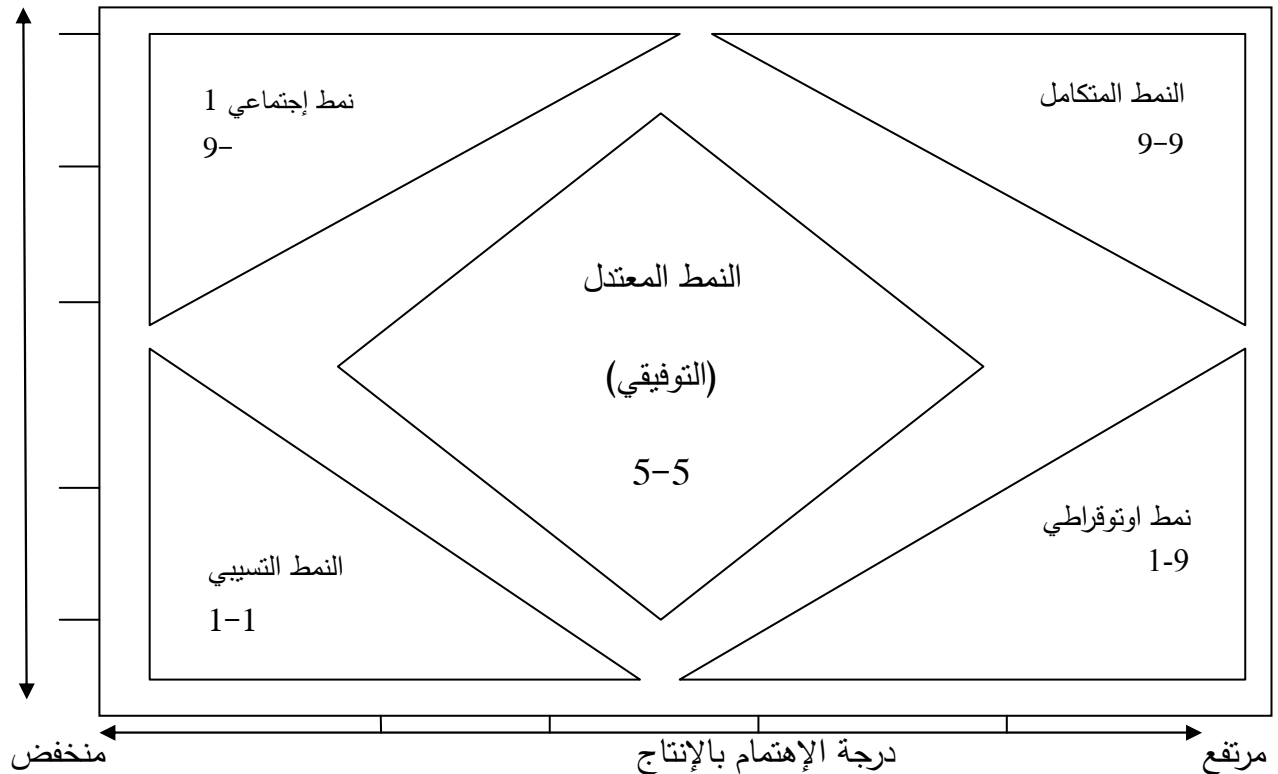 النمط المتكامل
9-9
نمط إجتماعي 1
-9
النمط المعتدل
(التوفيقي)
5-5
نمط اوتوقراطي
1-9
النمط التسيبي
1-1
مرتفع
درجة الإهتمام بالإنتاج
منخفض